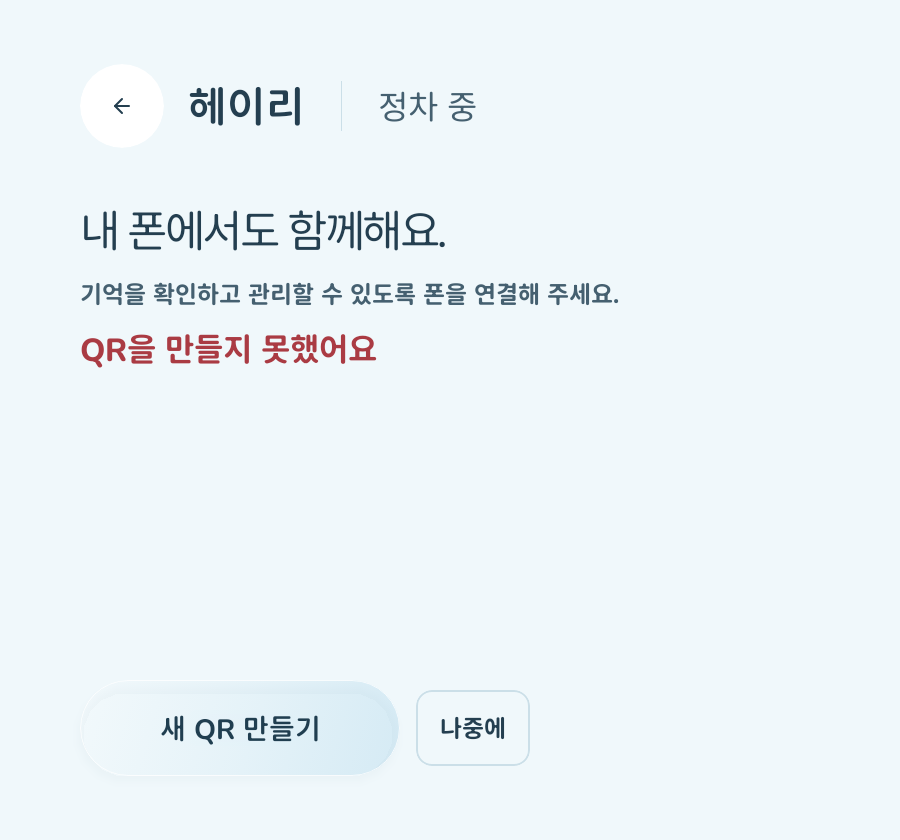 헤이리
정차 중
내 폰에서도 함께해요.
기억을 확인하고 관리할 수 있도록 폰을 연결해 주세요.
QR을 만들지 못했어요
새 QR 만들기
나중에